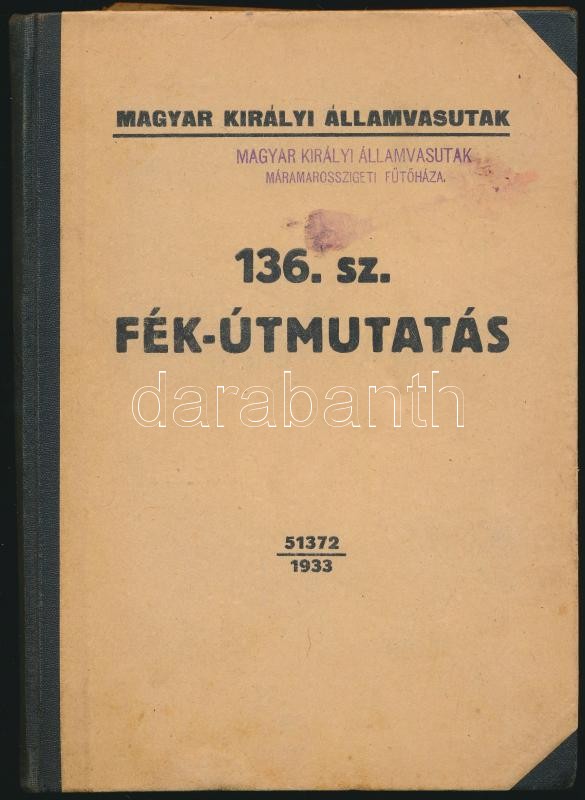 MAGYAR KIRÁLYI ÁLLAMVASUTAK
MAGYAR KIRÁLYI ÁLLAMVASUTAK
MÁRAMAROSSZIGETI FŰTŐHÁZA.
136. sz.
FÉK-ÚTMUTATÁS
darabanth
51372
1933